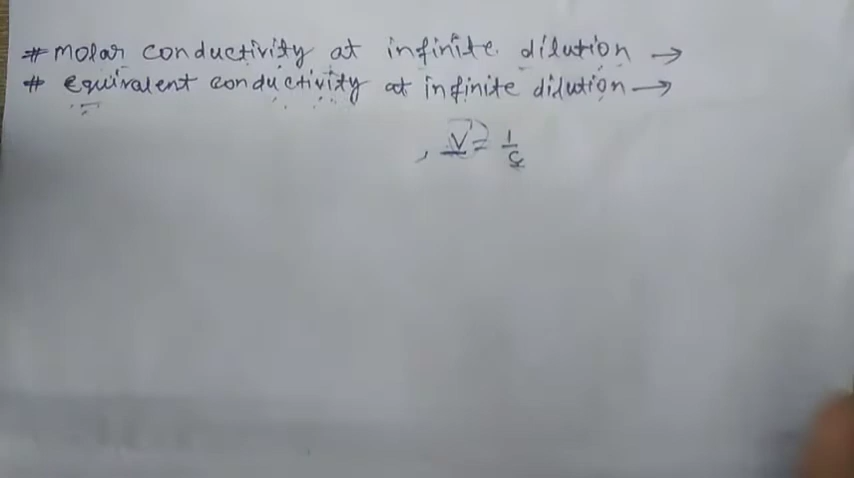 # molar conductivity at infinite dilution →
# equivalent conductivity at infinite dilution →
, V = 1/c